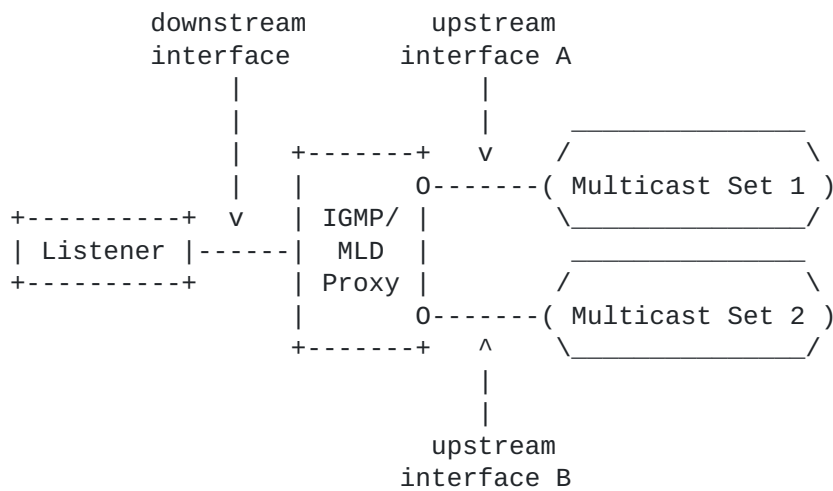 downstream upstream
interface interface A
Multicast Set 1
IGMP/
Listener MLD
Proxy
Multicast Set 2
upstream
interface B